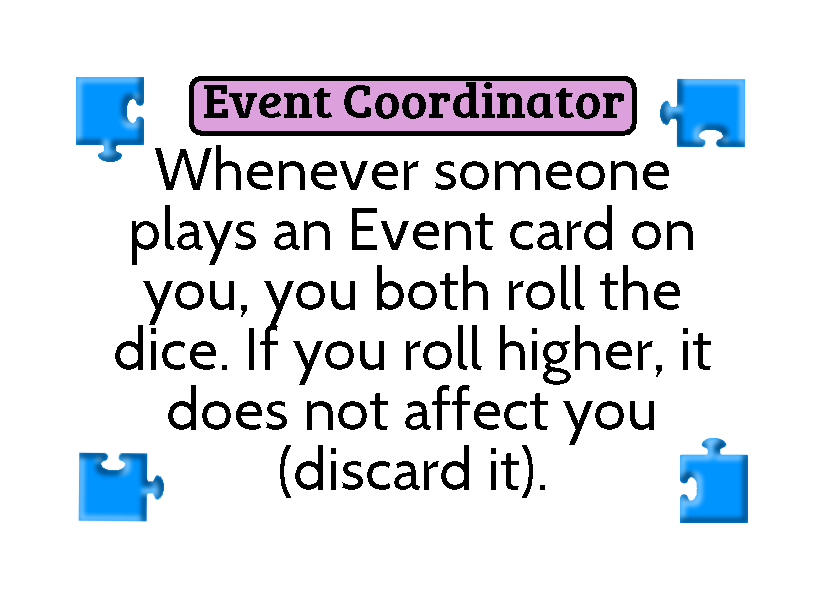 Event Coordinator
Whenever someone
plays an Event card on
you, you both roll the
dice. If you roll higher, it
does not affect you
(discard it).